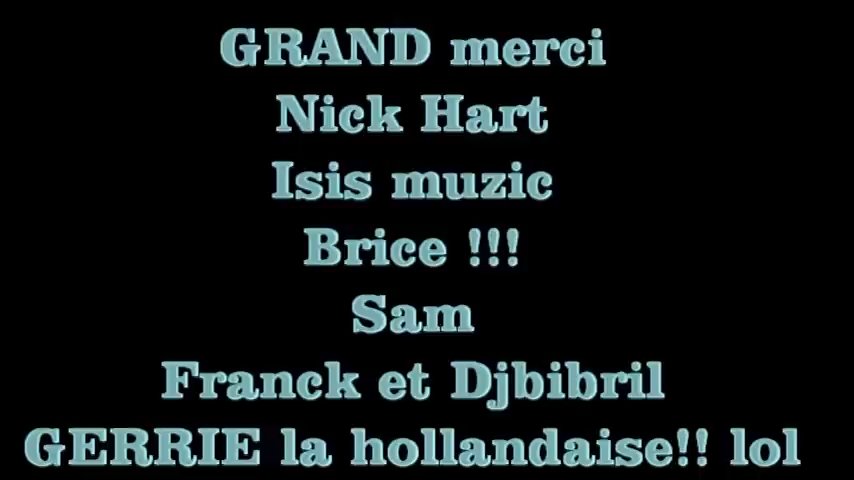 GRAND merci
Nick Hart
Isis muzic
Brice !!!
Sam
Franck et Djbibril
GERRIE la hollandaise!! lol